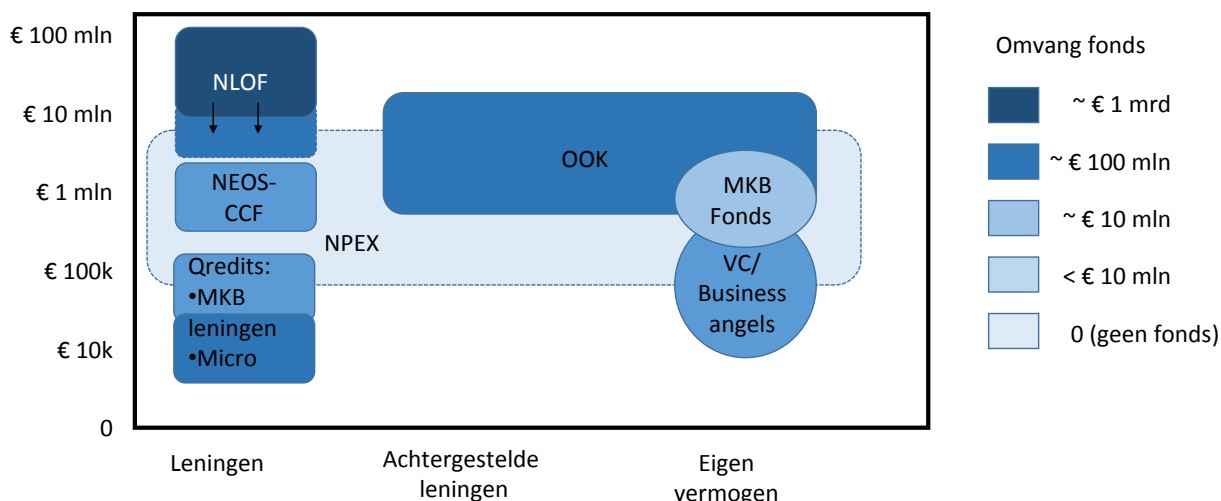 € 100 mln
€ 10 mln
€ 1 mln
€ 100k
€ 10k
0
NLOF
NEOS-
CCF
NPEX
Qredits:
•MKB
leningen
•Micro
OOK
MKB
Fonds
VC/
Business
angels
Leningen
Achtergestelde
leningen
Eigen
vermogen
Omvang fonds
~ € 1 mrd
~ € 100 mln
~ € 10 mln
< € 10 mln
0 (geen fonds)